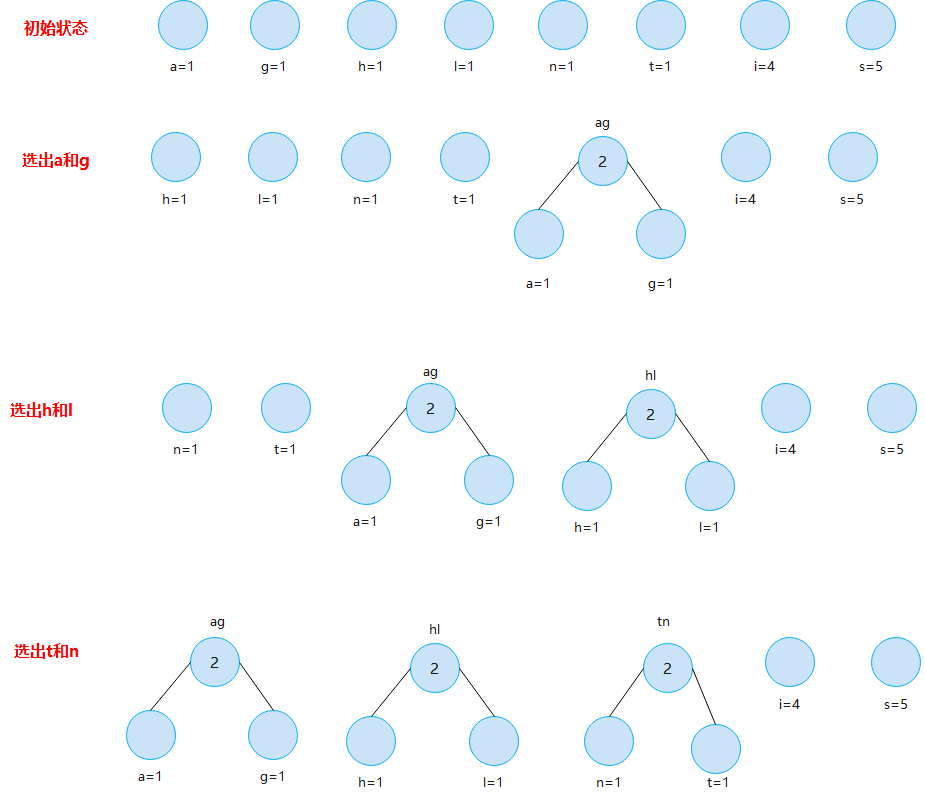 初始状态
a=1 g=1 h=1 l=1 n=1 t=1 i=4 s=5
ag
选出a和g
2
h=1 l=1 n=1 t=1 i=4 s=5
a=1 g=1
ag hl
选出h和l
2 2
n=1 t=1 i=4 s=5
a=1 g=1 h=1 l=1
ag hl tn
选出t和n
2 2 2
i=4 s=5
a=1 g=1 h=1 l=1 n=1 t=1